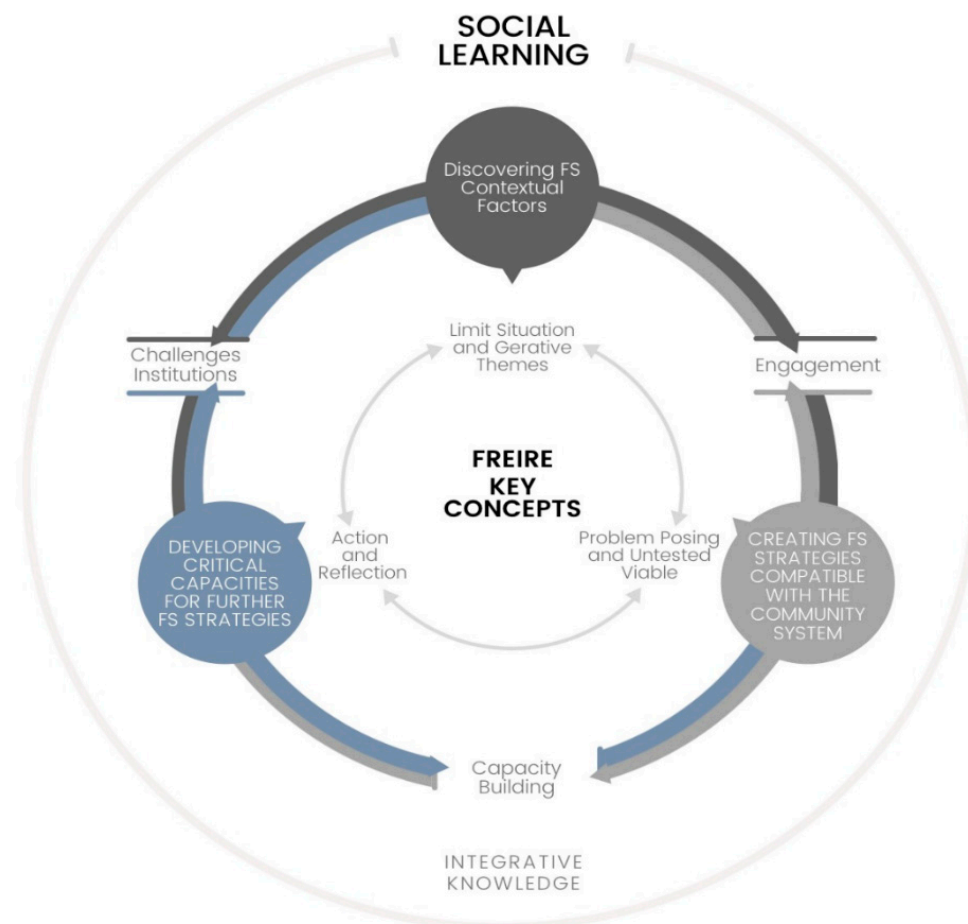 SOCIAL
LEARNING
Discovering FS
Contextual
Factors
Limit Situation
and Gerative
Themes
Challenges
Institutions
Engagement
FREIRE
KEY
CONCEPTS
Action
and
Reflection
Problem Posing
and Untested
Viable
DEVELOPING
CRITICAL
CAPACITIES
FOR FURTHER
FS STRATEGIES
CREATING FS
STRATEGIES
COMPATIBLE
WITH THE
COMMUNITY
SYSTEM
Capacity
Building
INTEGRATIVE
KNOWLEDGE